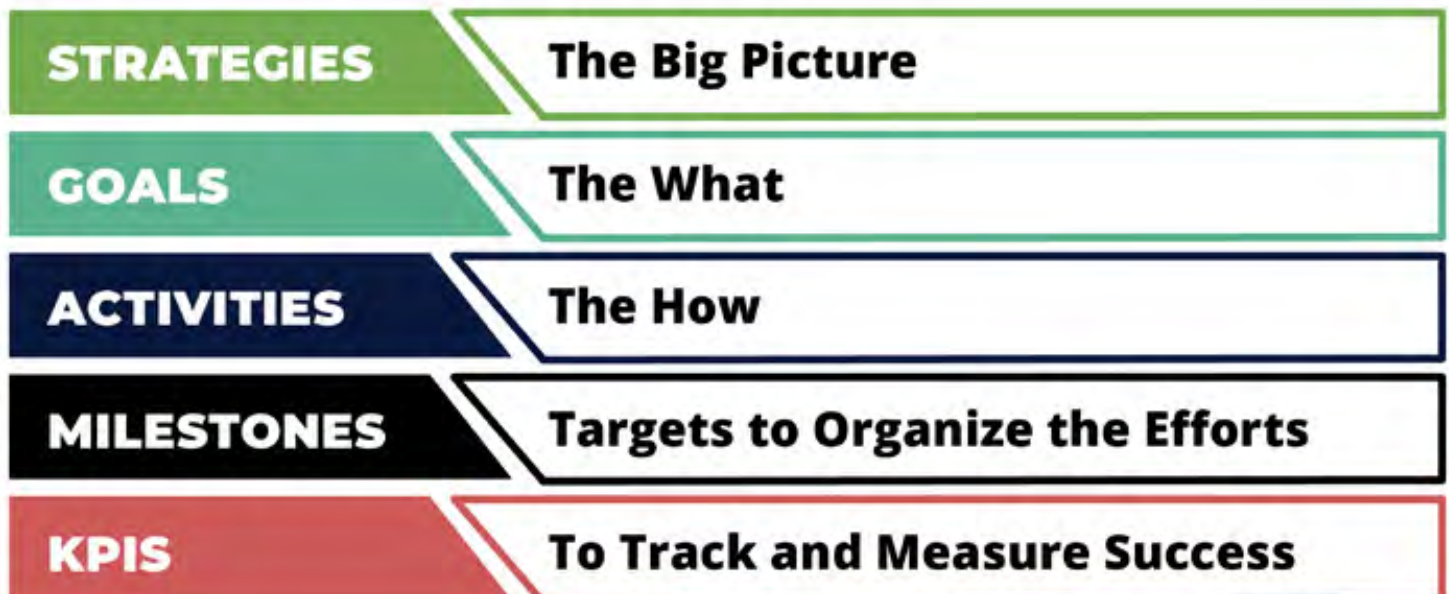 STRATEGIES The Big Picture
GOALS The What
ACTIVITIES The How
MILESTONES Targets to Organize the Efforts
KPIS To Track and Measure Success